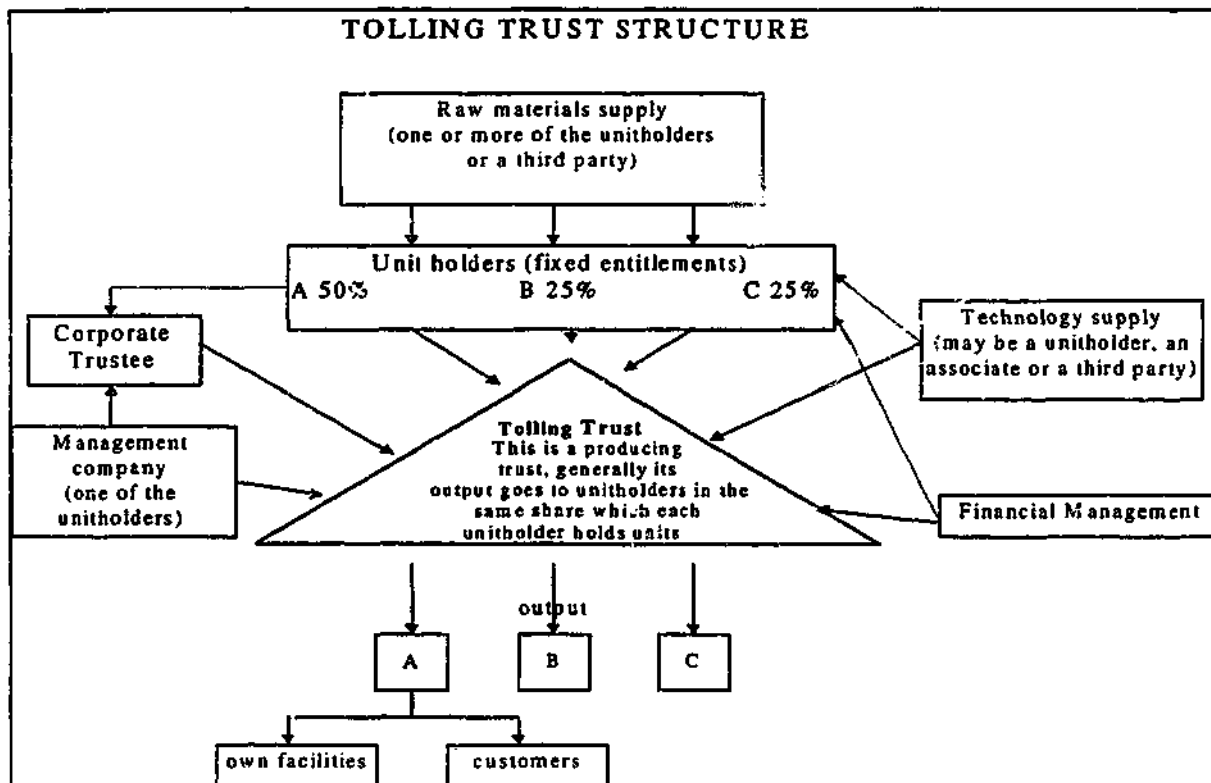 TOLLING TRUST STRUCTURE
Raw materials supply
(one or more of the unitholders
or a third party)
Unit holders (fixed entitlements)
A 50% B 25% C 25%
Corporate
Trustee
Technology supply
(may be a unitholder, an
associate or a third party)
Management
company
(one of the
unitholders)
Tolling Trust
This is a producing
trust, generally its
output goes to unitholders in the
same share which each
unitholder holds units
Financial Management
output
A B C
own facilities customers